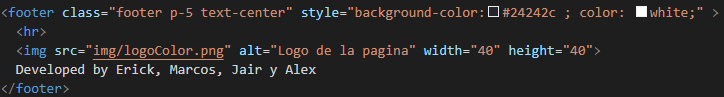 <footer class="footer p-5 text-center" style="background-color:#24242c ; color: white;" >
<hr>
<img src="img/logoColor.png" alt="Logo de la pagina" width="40" height="40">
Developed by Erick, Marcos, Jair y Alex
</footer>